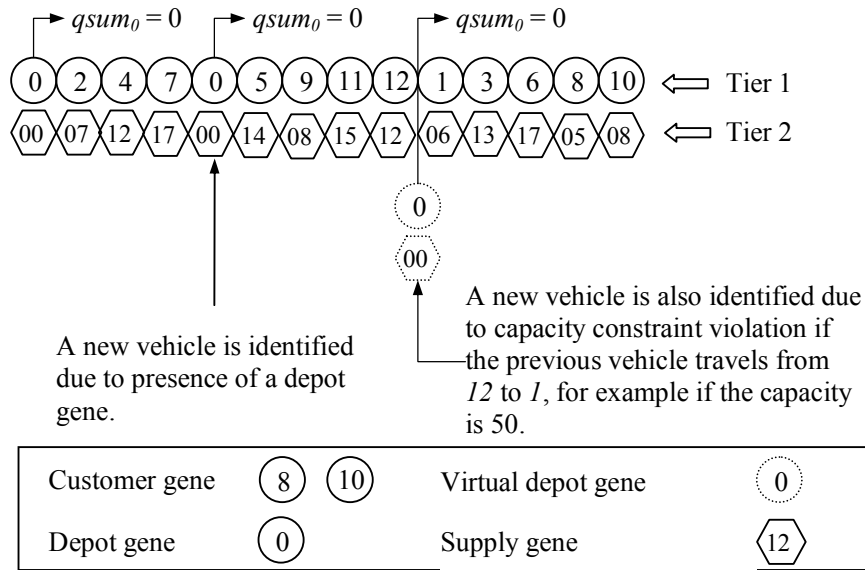 qsum₀ = 0 qsum₀ = 0 qsum₀ = 0
0 2 4 7 0 5 9 11 12 1 3 6 8 10 Tier 1
00 07 12 17 00 14 08 15 12 06 13 17 05 08 Tier 2
0
00
A new vehicle is identified
due to presence of a depot
gene.
A new vehicle is also identified due
to capacity constraint violation if
the previous vehicle travels from
12 to 1, for example if the capacity
is 50.
Customer gene 8 10 Virtual depot gene 0
Depot gene 0 Supply gene 12